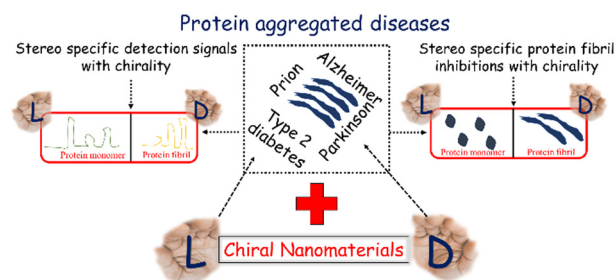 Protein aggregated diseases
Stereo specific detection signals
with chirality
Stereo specific protein fibril
inhibitions with chirality
Prion
Alzheimer
Type 2
diabetes
Parkinsons
L
D
Protein monomer
Protein fibril
L
D
Protein monomer
Protein fibril
L
Chiral Nanomaterials
D